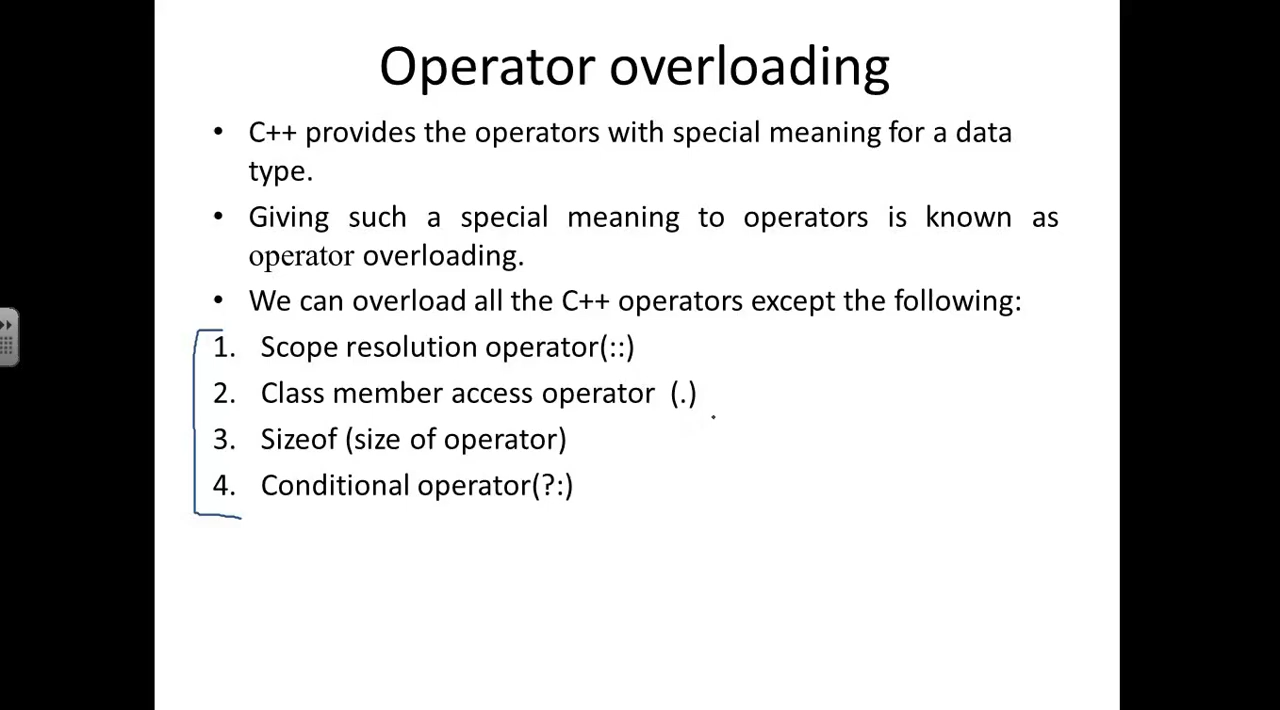 Operator overloading
• C++ provides the operators with special meaning for a data
type.
• Giving such a special meaning to operators is known as
operator overloading.
• We can overload all the C++ operators except the following:
1. Scope resolution operator(::)
2. Class member access operator (.)
3. Sizeof (size of operator)
4. Conditional operator(?:)